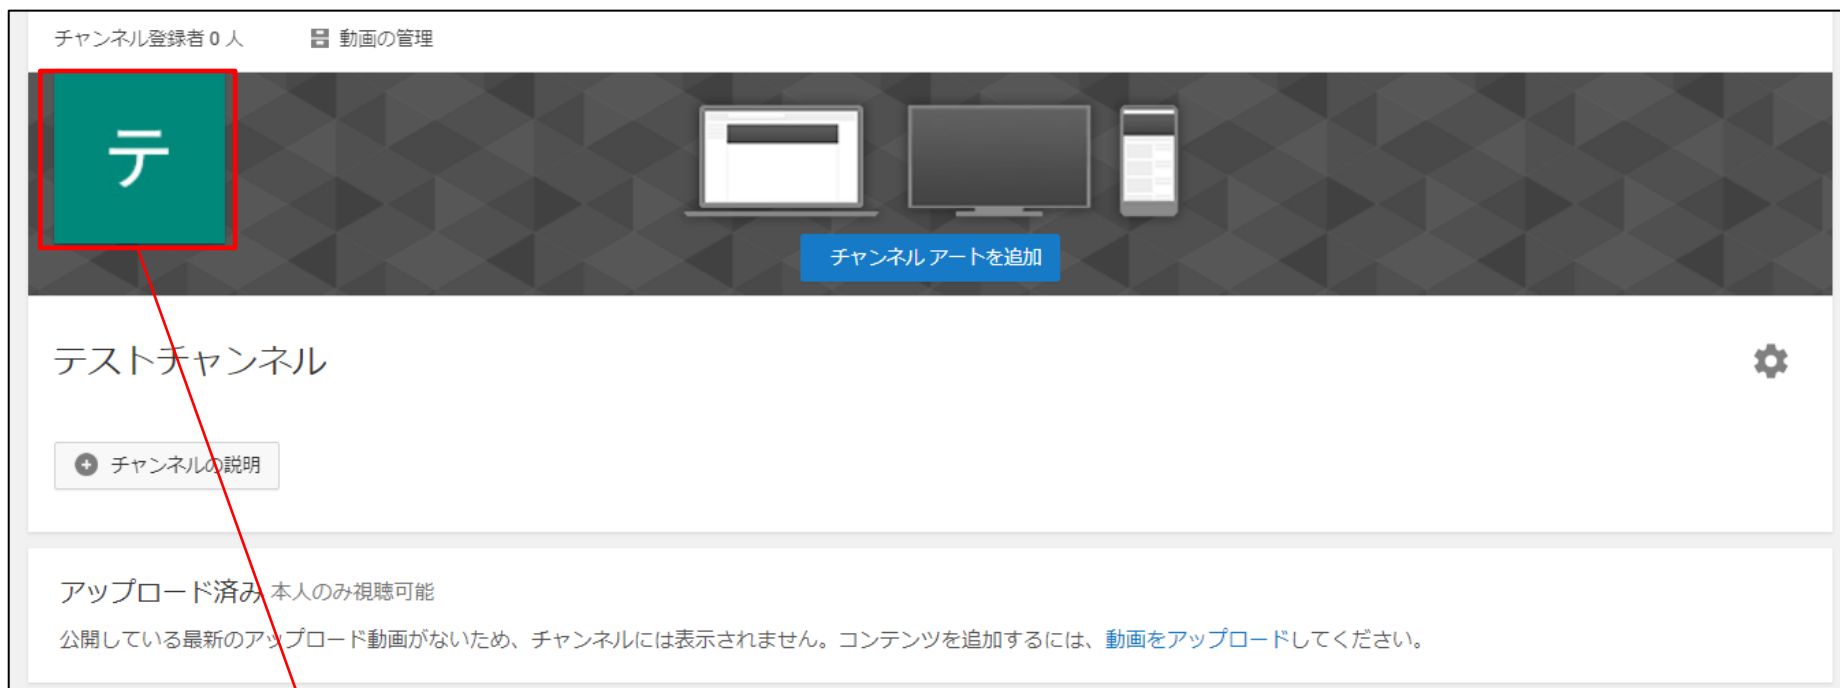 チャンネル登録者 0 人 動画の管理
テ
チャンネル アートを追加
テストチャンネル
チャンネルの説明
アップロード済み 本人のみ視聴可能
公開している最新のアップロード動画がないため、チャンネルには表示されません。コンテンツを追加するには、動画をアップロードしてください。